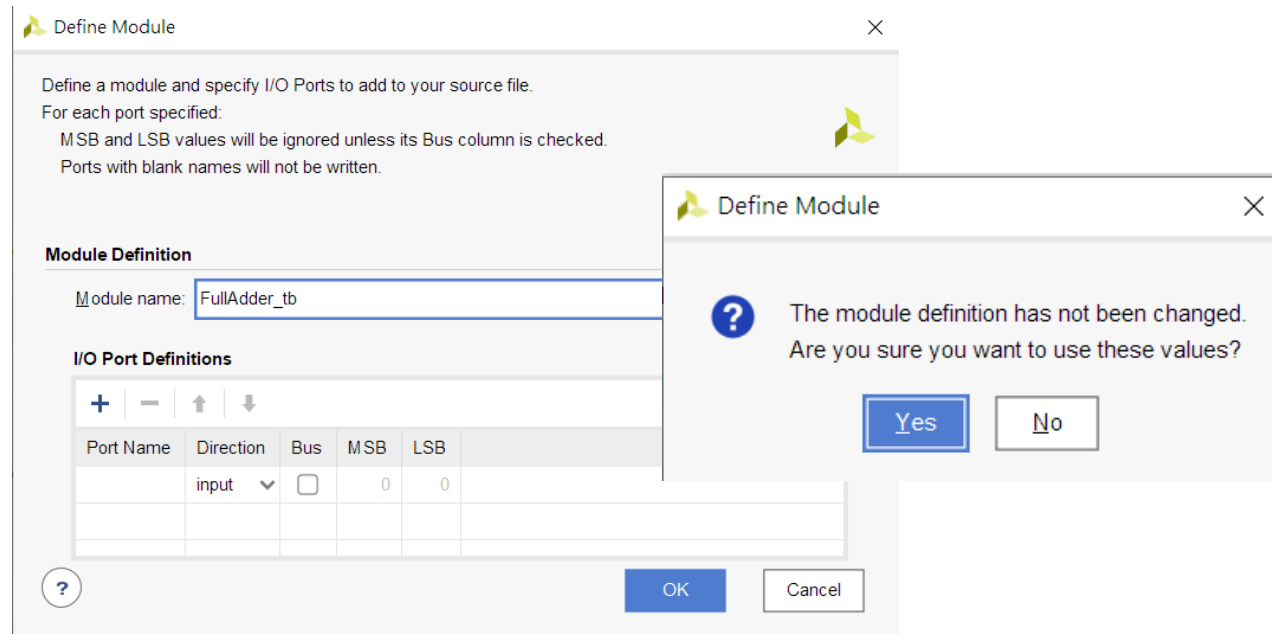 Define Module
Define a module and specify I/O Ports to add to your source file.
For each port specified:
MSB and LSB values will be ignored unless its Bus column is checked.
Ports with blank names will not be written.
Module Definition
Module name: FullAdder_tb
I/O Port Definitions
Port Name Direction Bus MSB LSB
input 0 0
? OK Cancel
Define Module
?
The module definition has not been changed.
Are you sure you want to use these values?
Yes No